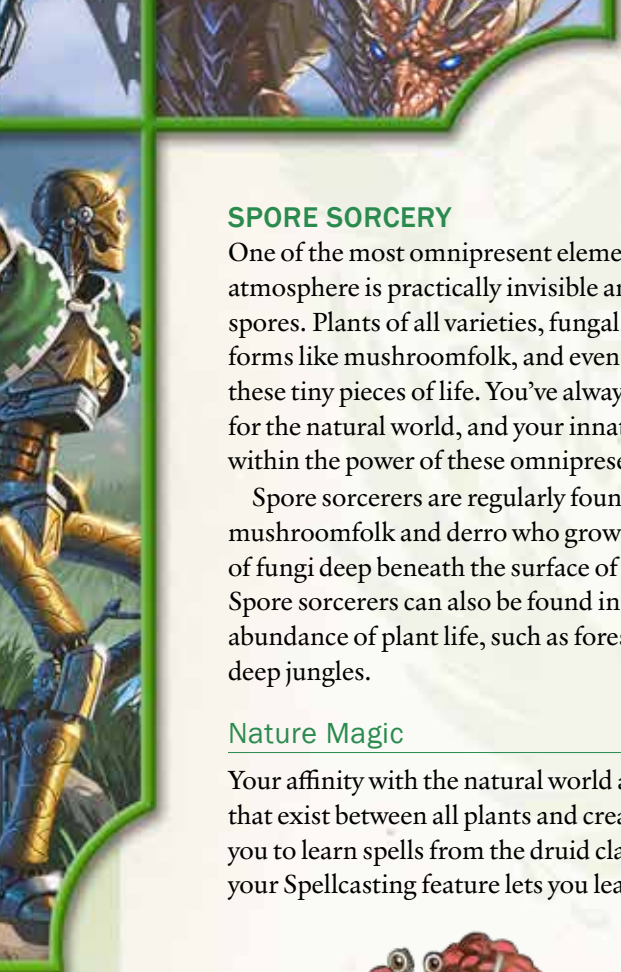 SPORE SORCERY
One of the most omnipresent eleme
atmosphere is practically invisible a
spores. Plants of all varieties, fungal
forms like mushroomfolk, and even
these tiny pieces of life. You’ve alway
for the natural world, and your innat
within the power of these omniprese
Spore sorcerers are regularly foun
mushroomfolk and derro who grow
of fungi deep beneath the surface of
Spore sorcerers can also be found in
abundance of plant life, such as fores
deep jungles.
Nature Magic
Your affinity with the natural world a
that exist between all plants and crea
you to learn spells from the druid cla
your Spellcasting feature lets you lea